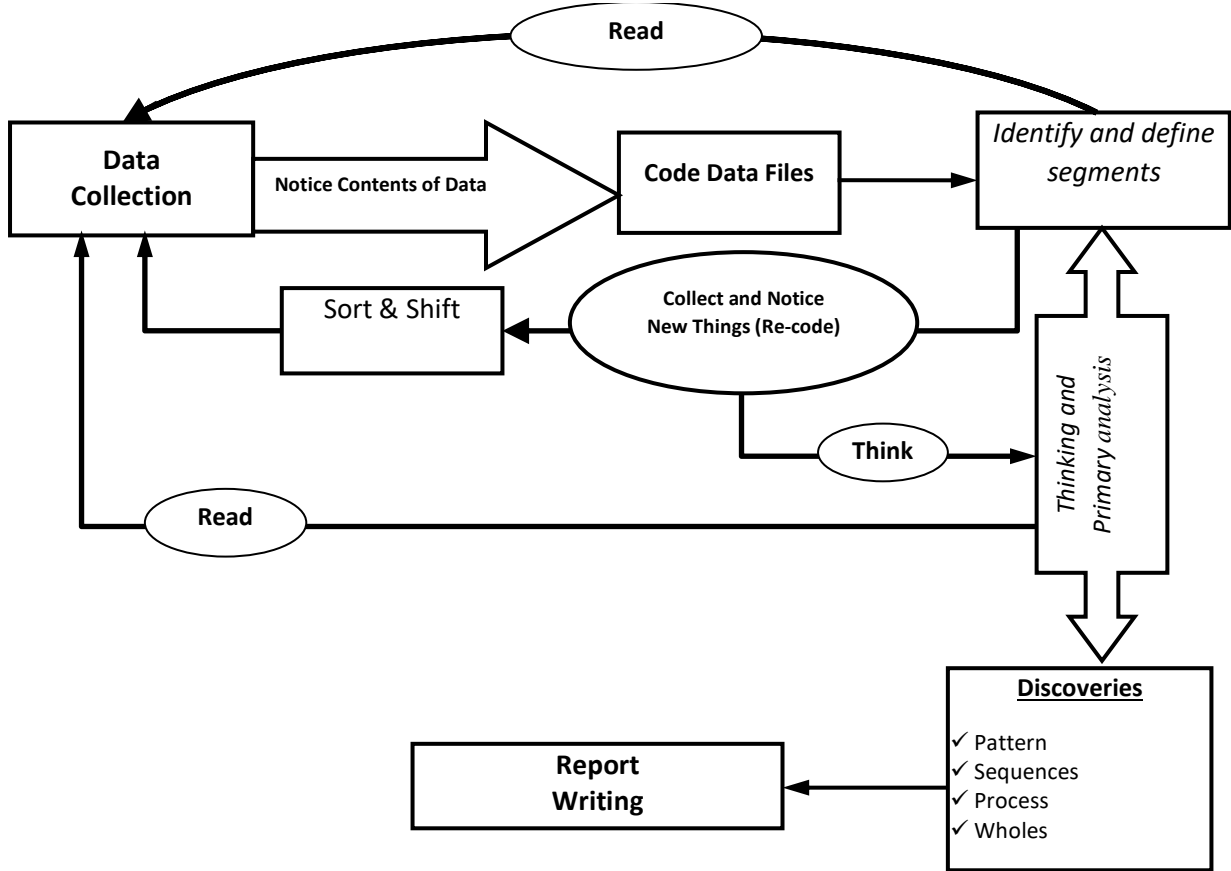 Read
Data
Collection
Notice Contents of Data
Code Data Files
Identify and define
segments
Sort & Shift
Collect and Notice
New Things (Re-code)
Thinking and
Primary analysis
Think
Read
Discoveries
✓ Pattern
✓ Sequences
✓ Process
✓ Wholes
Report
Writing